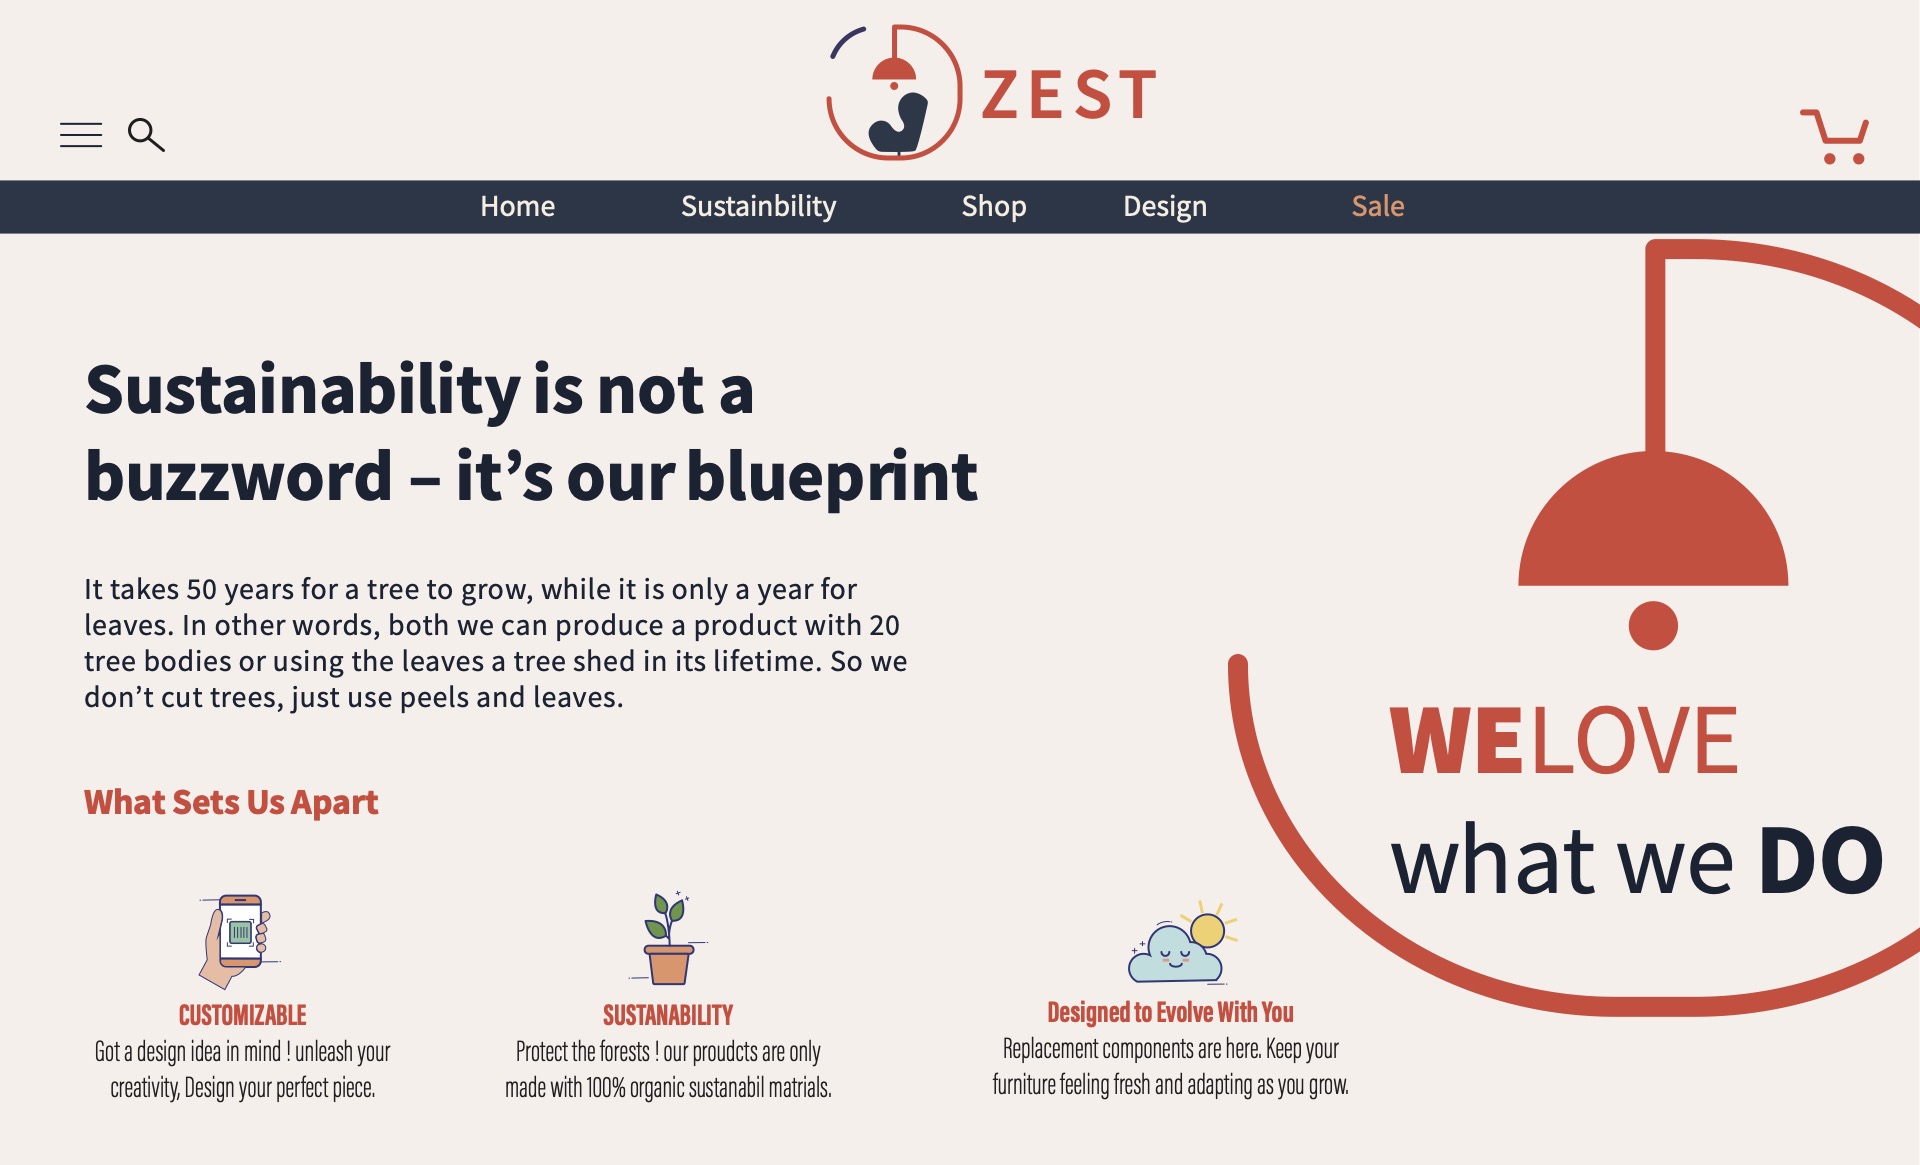 ZEST
Home Sustainbility Shop Design Sale
Sustainability is not a
buzzword – it’s our blueprint
It takes 50 years for a tree to grow, while it is only a year for
leaves. In other words, both we can produce a product with 20
tree bodies or using the leaves a tree shed in its lifetime. So we
don’t cut trees, just use peels and leaves.
WELOVE
what we DO
What Sets Us Apart
CUSTOMIZABLE
Got a design idea in mind ! unleash your
creativity, Design your perfect piece.
SUSTANABILITY
Protect the forests ! our proudcts are only
made with 100% organic sustanabil matrials.
Designed to Evolve With You
Replacement components are here. Keep your
furniture feeling fresh and adapting as you grow.